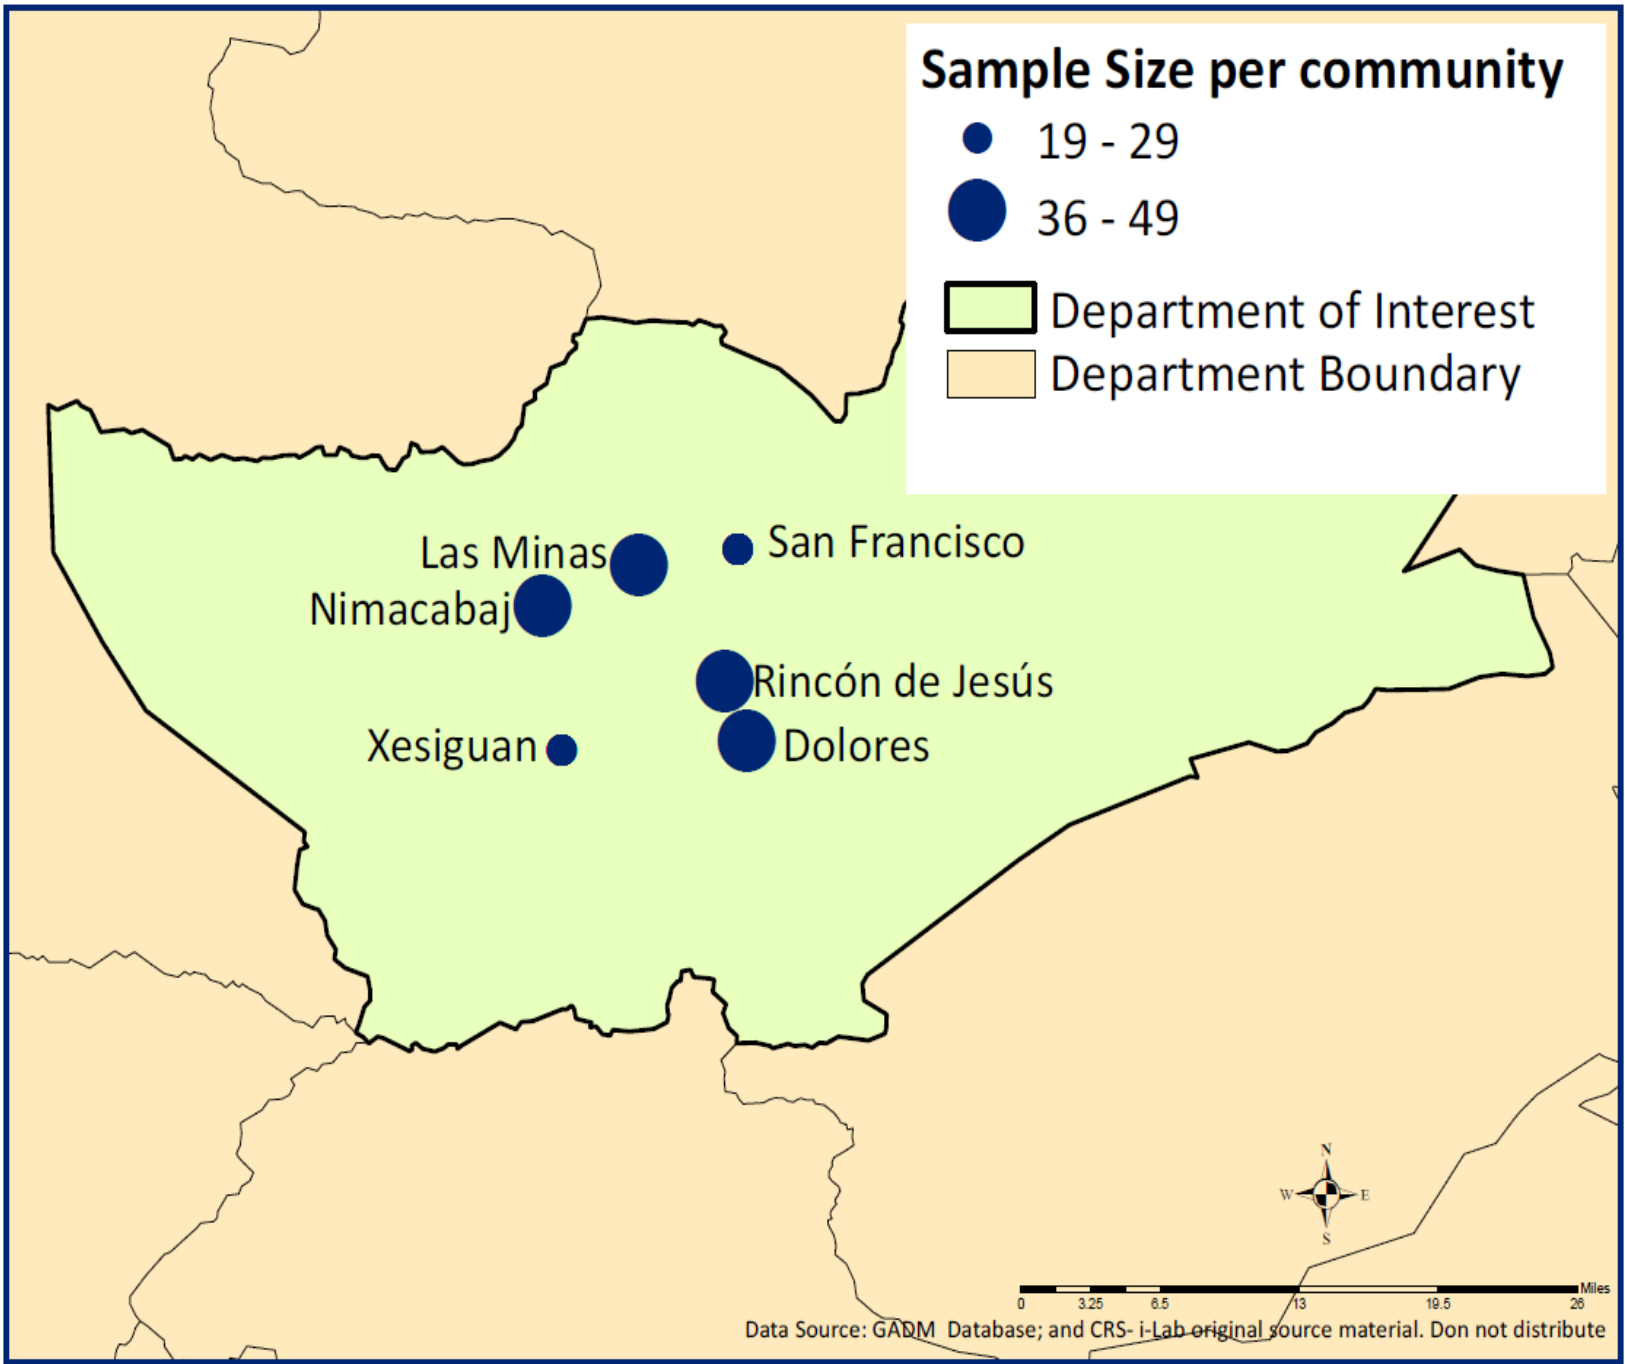 Sample Size per community
19 - 29
36 - 49
Department of Interest
Department Boundary
Las Minas
San Francisco
Nimacabaj
Rincón de Jesús
Xesiguan
Dolores
N
W E
S
Miles
0 3.25 6.5 13 19.5 26
Data Source: GADM Database; and CRS- i-Lab original source material. Don not distribute